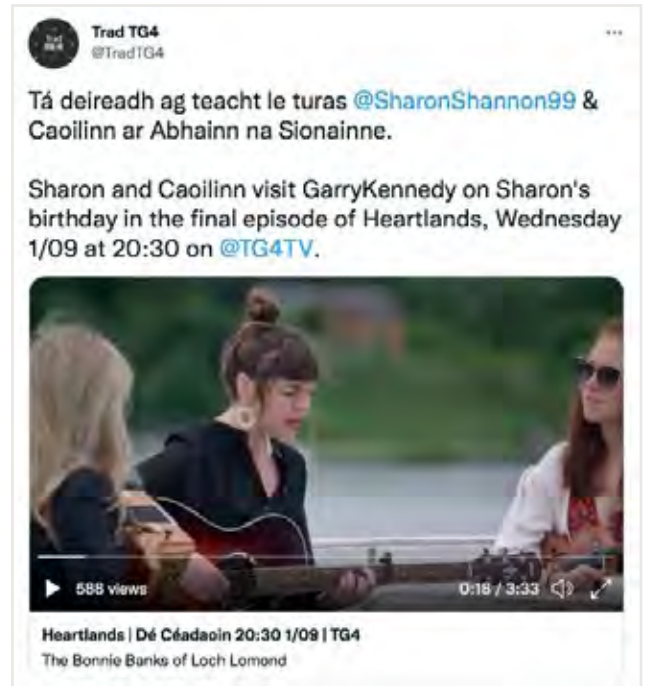 Trad TG4
@TradTG4
Tá deireadh ag teacht le turas @SharonShannon99 &
Caoilinn ar Abhainn na Sionainne.
Sharon and Caoilinn visit GarryKennedy on Sharon's
birthday in the final episode of Heartlands, Wednesday
1/09 at 20:30 on @TG4TV.
588 views
0:18 / 3:33
Heartlands | Dé Céadaoin 20:30 1/09 | TG4
The Bonnie Banks of Loch Lomond